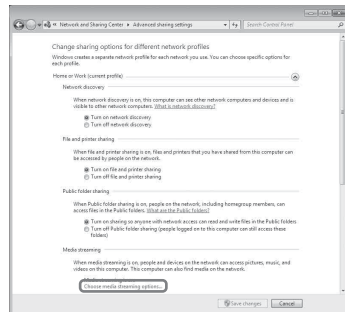 « Network and Sharing Center ▸ Advanced sharing settings
Search Control Panel
Change sharing options for different network profiles
Windows creates a separate network profile for each network you use. You can choose specific options for
each profile.
Home or Work (current profile)
Network discovery
When network discovery is on, this computer can see other network computers and devices and is
visible to other network computers. What is network discovery?
Turn on network discovery
Turn off network discovery
File and printer sharing
When file and printer sharing is on, files and printers that you have shared from this computer can
be accessed by people on the network.
Turn on file and printer sharing
Turn off file and printer sharing
Public folder sharing
When Public folder sharing is on, people on the network, including homegroup members, can
access files in the Public folders. What are the Public folders?
Turn on sharing so anyone with network access can read and write files in the Public folders
Turn off Public folder sharing (people logged on to this computer can still access these
folders)
Media streaming
When media streaming is on, people and devices on the network can access pictures, music, and
videos on this computer. This computer can also find media on the network.
Choose media streaming options...
Save changes
Cancel